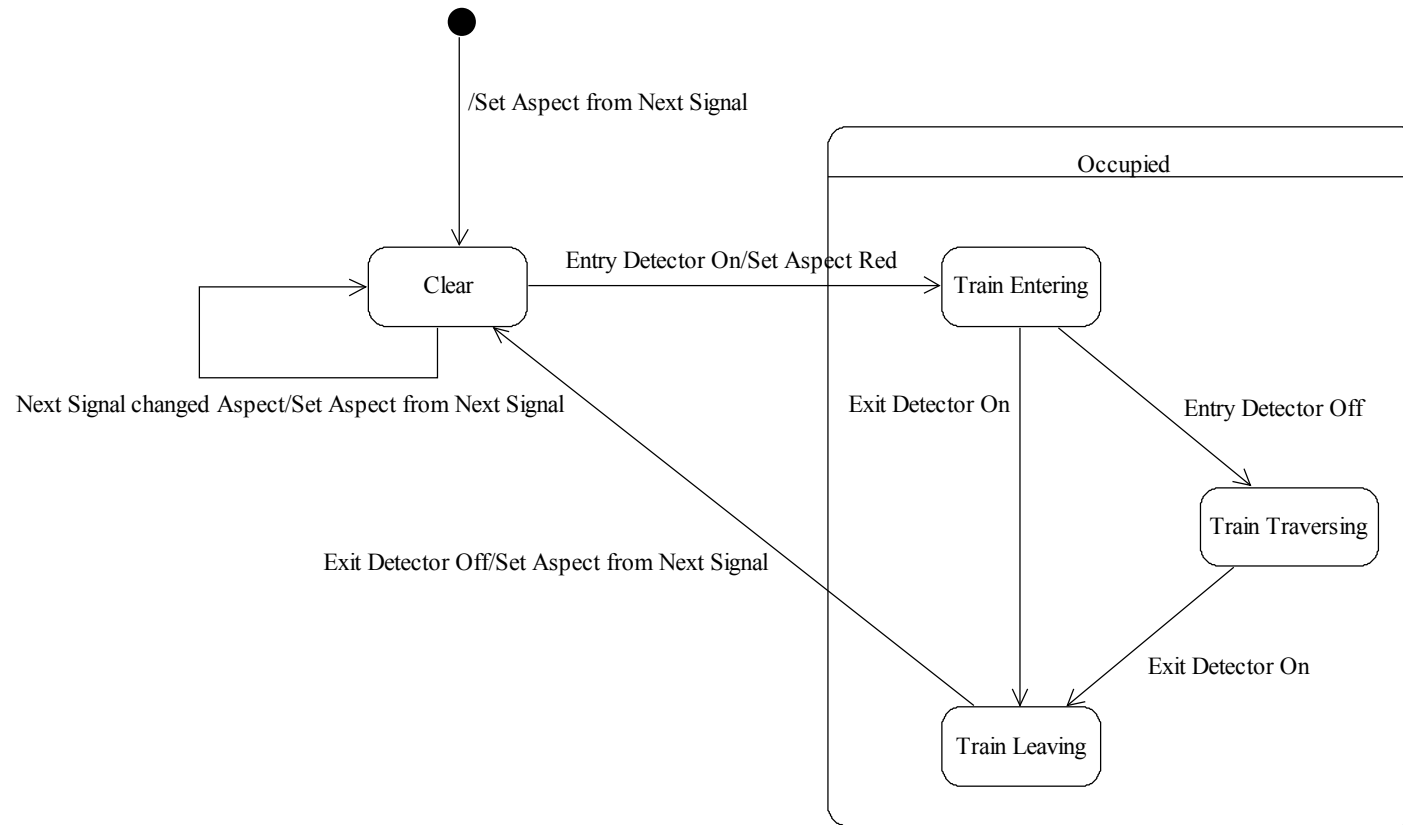 /Set Aspect from Next Signal
Occupied
Entry Detector On/Set Aspect Red
Clear
Train Entering
Next Signal changed Aspect/Set Aspect from Next Signal
Exit Detector On
Entry Detector Off
Train Traversing
Exit Detector Off/Set Aspect from Next Signal
Exit Detector On
Train Leaving